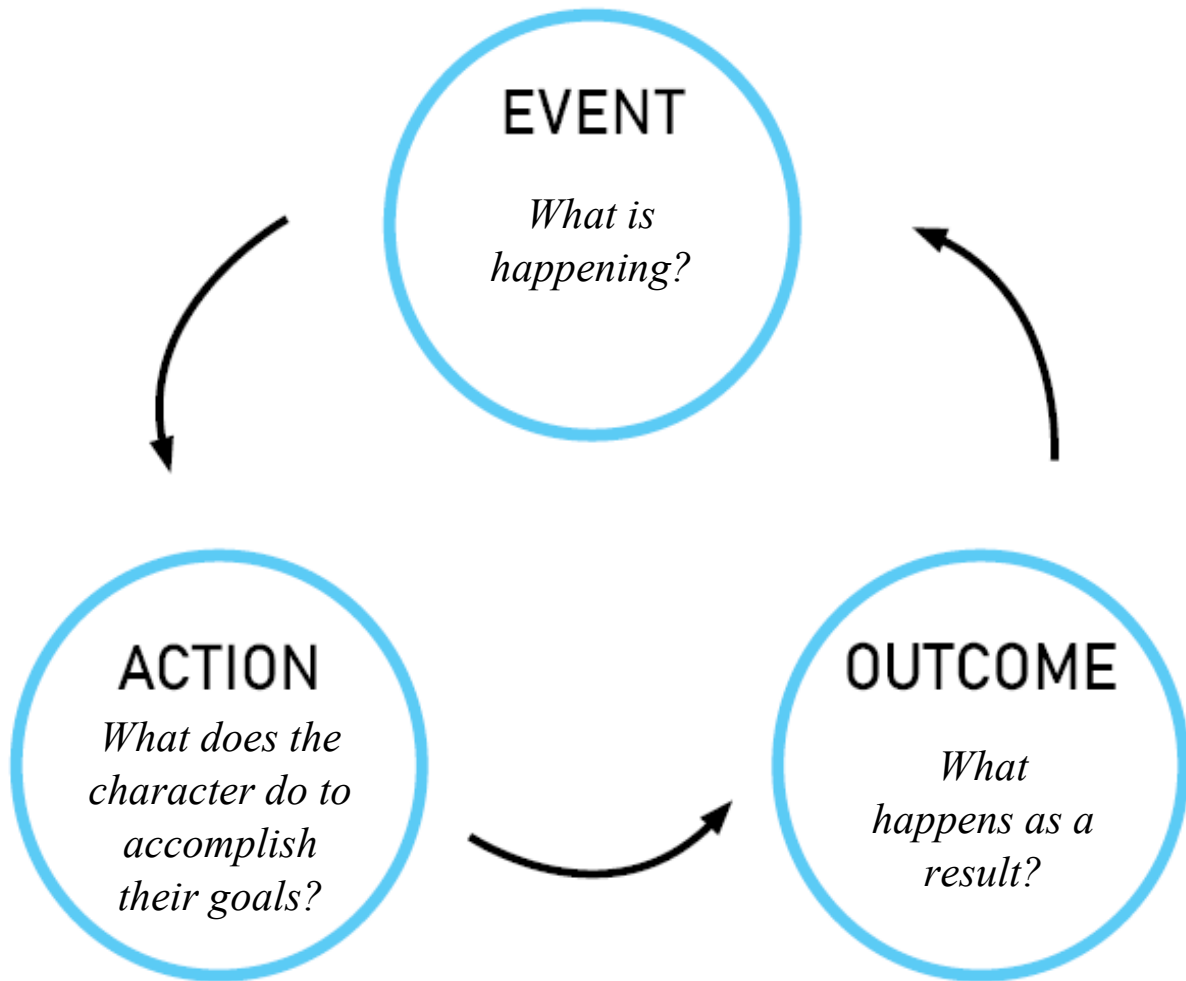 EVENT
What is
happening?
ACTION
What does the
character do to
accomplish
their goals?
OUTCOME
What
happens as a
result?